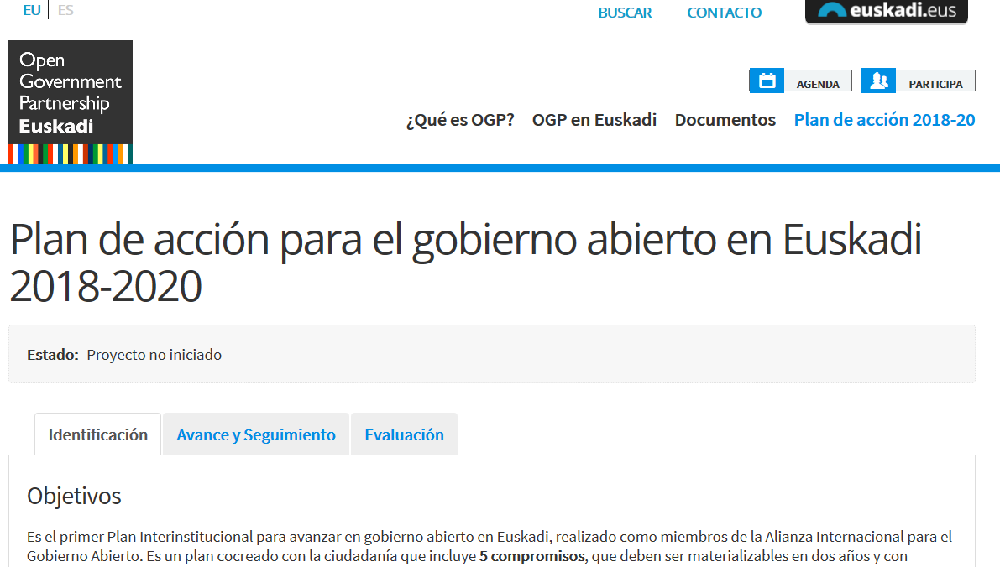 EU ES
BUSCAR CONTACTO euskadi.eus
Open
Government
Partnership
Euskadi
AGENDA PARTICIPA
¿Qué es OGP? OGP en Euskadi Documentos Plan de acción 2018-20
Plan de acción para el gobierno abierto en Euskadi
2018-2020
Estado: Proyecto no iniciado
Identificación Avance y Seguimiento Evaluación
Objetivos
Es el primer Plan Interinstitucional para avanzar en gobierno abierto en Euskadi, realizado como miembros de la Alianza Internacional para el
Gobierno Abierto. Es un plan cocreado con la ciudadanía que incluye 5 compromisos, que deben ser materializables en dos años y con